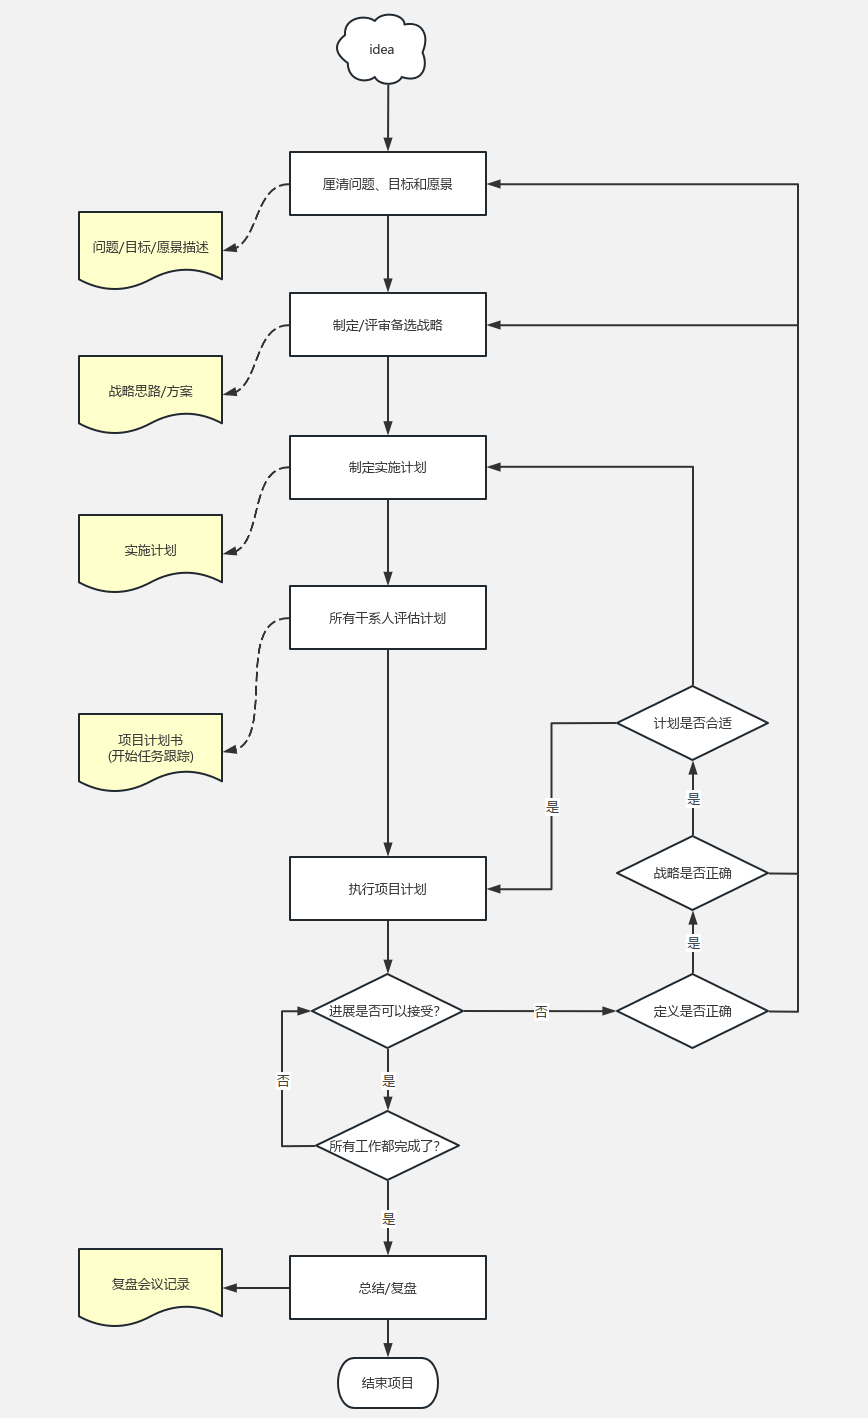 idea
厘清问题、目标和愿景
问题/目标/愿景描述
制定/评审备选战略
战略思路/方案
制定实施计划
实施计划
所有干系人评估计划
项目计划书
(开始任务跟踪)
计划是否合适
是
是
执行项目计划
战略是否正确
是
进展是否可以接受?
否
定义是否正确
否
是
所有工作都完成了?
是
复盘会议记录
总结/复盘
结束项目